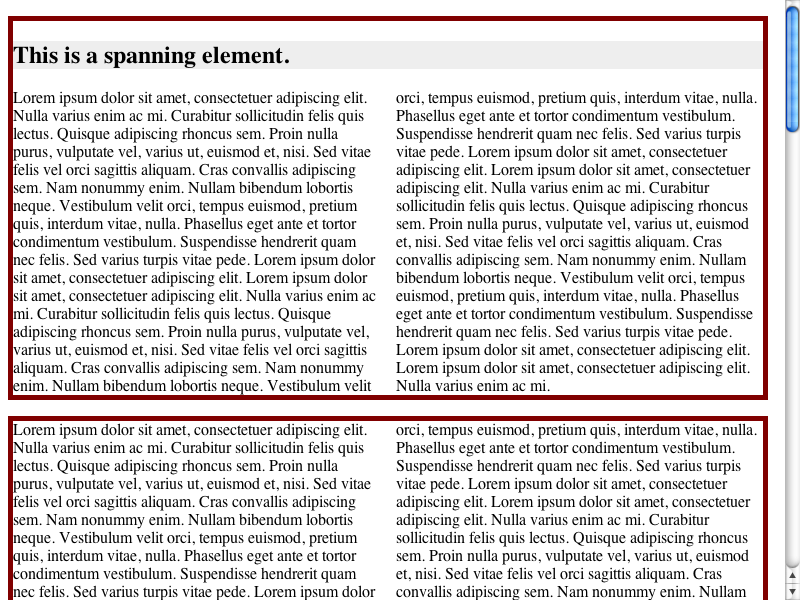 This is a spanning element.
Lorem ipsum dolor sit amet, consectetuer adipiscing elit.
Nulla varius enim ac mi. Curabitur sollicitudin felis quis
lectus. Quisque adipiscing rhoncus sem. Proin nulla
purus, vulputate vel, varius ut, euismod et, nisi. Sed vitae
felis vel orci sagittis aliquam. Cras convallis adipiscing
sem. Nam nonummy enim. Nullam bibendum lobortis
neque. Vestibulum velit orci, tempus euismod, pretium
quis, interdum vitae, nulla. Phasellus eget ante et tortor
condimentum vestibulum. Suspendisse hendrerit quam
nec felis. Sed varius turpis vitae pede. Lorem ipsum dolor
sit amet, consectetuer adipiscing elit. Lorem ipsum dolor
sit amet, consectetuer adipiscing elit. Nulla varius enim ac
mi. Curabitur sollicitudin felis quis lectus. Quisque
adipiscing rhoncus sem. Proin nulla purus, vulputate vel,
varius ut, euismod et, nisi. Sed vitae felis vel orci sagittis
aliquam. Cras convallis adipiscing sem. Nam nonummy
enim. Nullam bibendum lobortis neque. Vestibulum velit
orci, tempus euismod, pretium quis, interdum vitae, nulla.
Phasellus eget ante et tortor condimentum vestibulum.
Suspendisse hendrerit quam nec felis. Sed varius turpis
vitae pede. Lorem ipsum dolor sit amet, consectetuer
adipiscing elit. Lorem ipsum dolor sit amet, consectetuer
adipiscing elit. Nulla varius enim ac mi. Curabitur
sollicitudin felis quis lectus. Quisque adipiscing rhoncus
sem. Proin nulla purus, vulputate vel, varius ut, euismod
et, nisi. Sed vitae felis vel orci sagittis aliquam. Cras
convallis adipiscing sem. Nam nonummy enim. Nullam
bibendum lobortis neque. Vestibulum velit orci, tempus
euismod, pretium quis, interdum vitae, nulla. Phasellus
eget ante et tortor condimentum vestibulum. Suspendisse
hendrerit quam nec felis. Sed varius turpis vitae pede.
Lorem ipsum dolor sit amet, consectetuer adipiscing elit.
Lorem ipsum dolor sit amet, consectetuer adipiscing elit.
Nulla varius enim ac mi.
Lorem ipsum dolor sit amet, consectetuer adipiscing elit.
Nulla varius enim ac mi. Curabitur sollicitudin felis quis
lectus. Quisque adipiscing rhoncus sem. Proin nulla
purus, vulputate vel, varius ut, euismod et, nisi. Sed vitae
felis vel orci sagittis aliquam. Cras convallis adipiscing
sem. Nam nonummy enim. Nullam bibendum lobortis
neque. Vestibulum velit orci, tempus euismod, pretium
quis, interdum vitae, nulla. Phasellus eget ante et tortor
condimentum vestibulum. Suspendisse hendrerit quam
nec felis. Sed varius turpis vitae pede. Lorem ipsum dolor
orci, tempus euismod, pretium quis, interdum vitae, nulla.
Phasellus eget ante et tortor condimentum vestibulum.
Suspendisse hendrerit quam nec felis. Sed varius turpis
vitae pede. Lorem ipsum dolor sit amet, consectetuer
adipiscing elit. Lorem ipsum dolor sit amet, consectetuer
adipiscing elit. Nulla varius enim ac mi. Curabitur
sollicitudin felis quis lectus. Quisque adipiscing rhoncus
sem. Proin nulla purus, vulputate vel, varius ut, euismod
et, nisi. Sed vitae felis vel orci sagittis aliquam. Cras
convallis adipiscing sem. Nam nonummy enim. Nullam